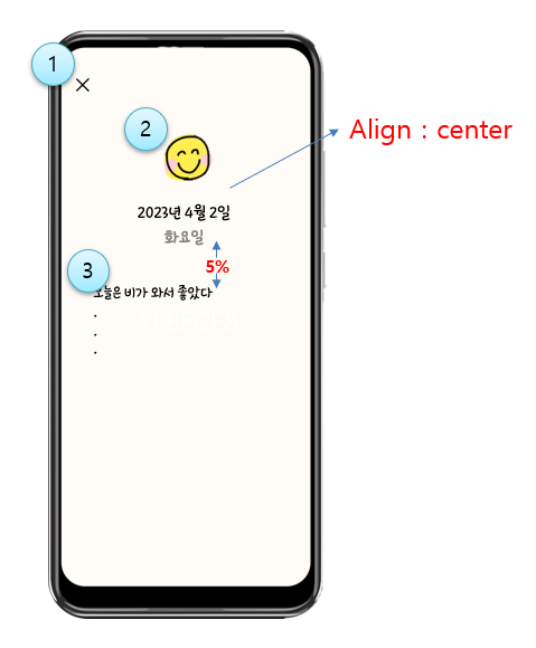 1
×
2
Align : center
2023년 4월 2일
화요일
5%
3
오늘은 비가 와서 좋았다
.
.
.
#FFFCF8